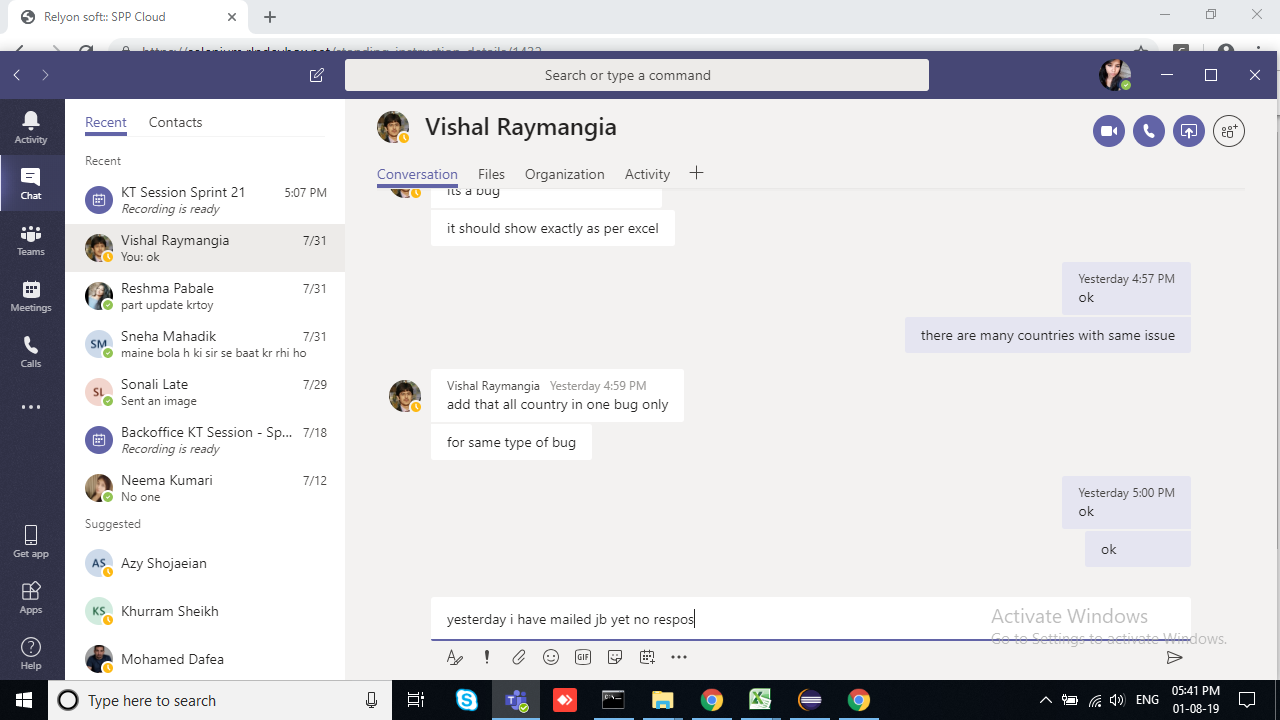 Relyon soft:: SPP Cloud
Search or type a command
Activity
Chat
Teams
Meetings
Calls
Get app
Apps
Help
Recent Contacts
Recent
KT Session Sprint 21 5:07 PM
Recording is ready
Vishal Raymangia 7/31
You: ok
Reshma Pabale 7/31
part update krtoy
SM
Sneha Mahadik 7/31
maine bola h ki sir se baat kr rhi ho
SL
Sonali Late 7/29
Sent an image
Backoffice KT Session - Sp... 7/18
Recording is ready
Neema Kumari 7/12
No one
Suggested
AS Azy Shojaeian
KS Khurram Sheikh
Mohamed Dafea
Vishal Raymangia
Conversation Files Organization Activity
its a bug
it should show exactly as per excel
Yesterday 4:57 PM
ok
there are many countries with same issue
Vishal Raymangia Yesterday 4:59 PM
add that all country in one bug only
for same type of bug
Yesterday 5:00 PM
ok
ok
yesterday i have mailed jb yet no respos
GIF
Activate Windows
Go to Settings to activate Windows.
Type here to search
ENG
05:41 PM
01-08-19